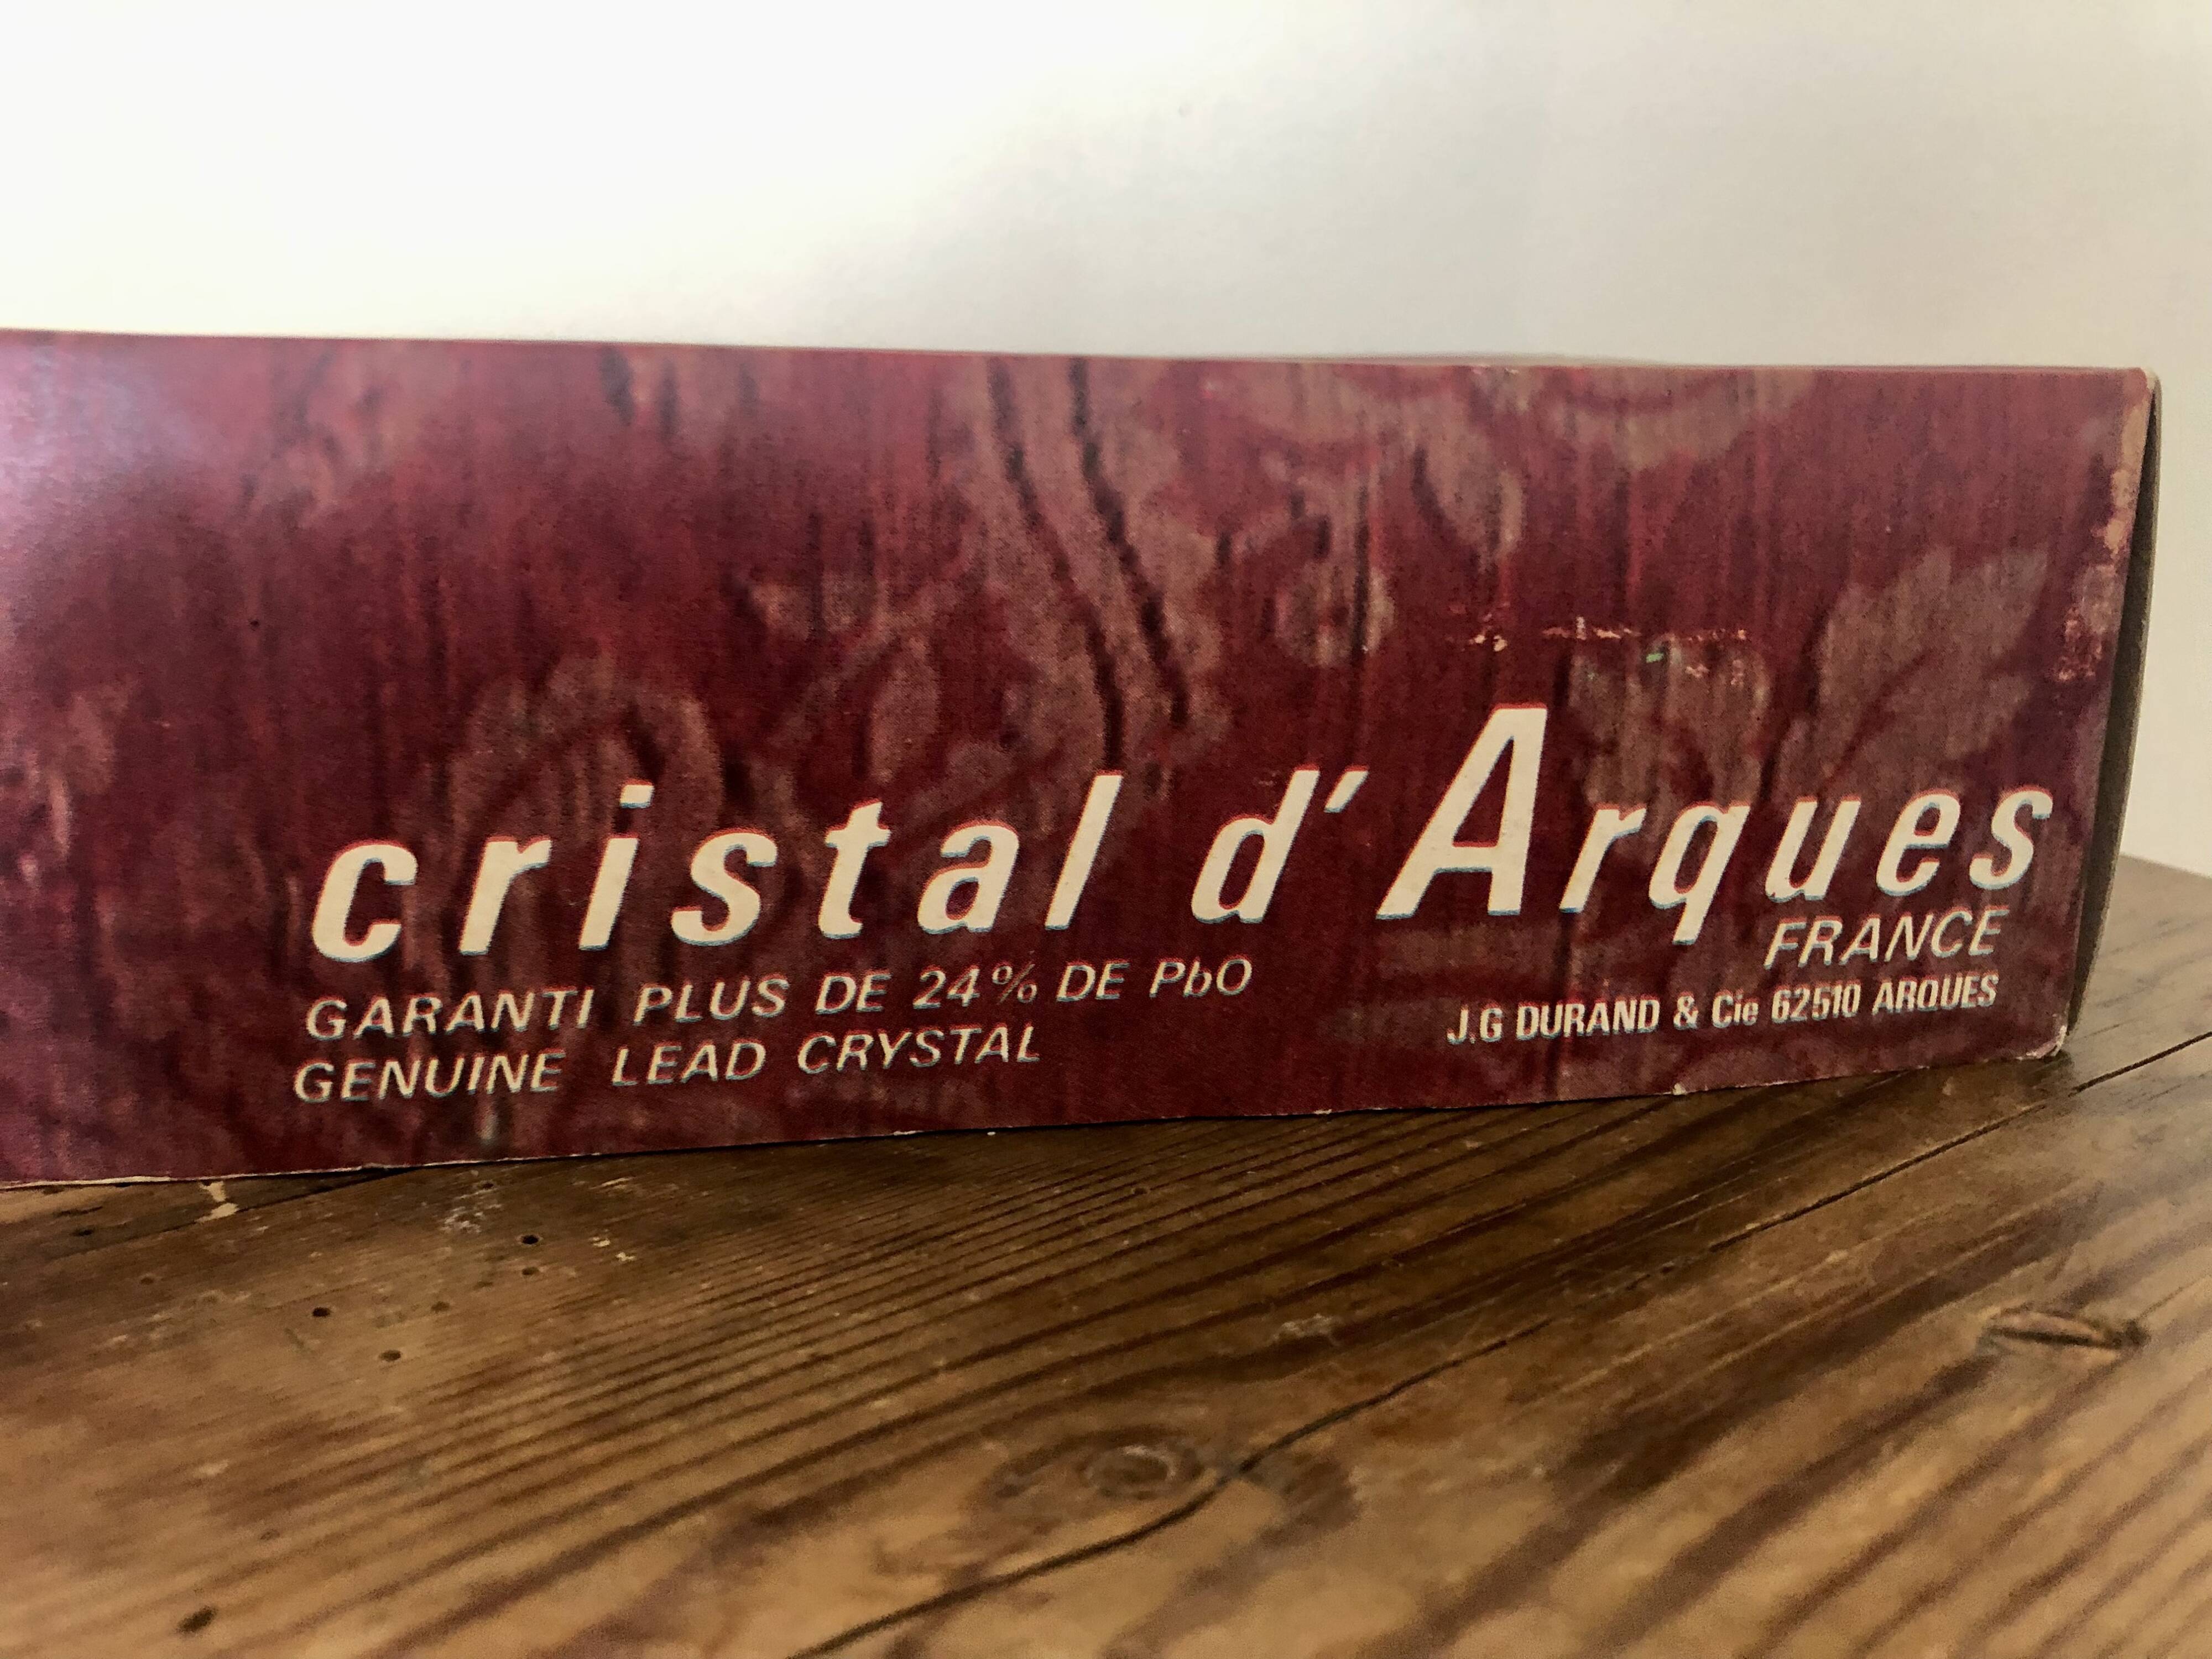 cristal d'Arques
FRANCE
GARANTI PLUS DE 24% DE PbO
GENUINE LEAD CRYSTAL
J.G DURAND & Cie 62510 ARQUES